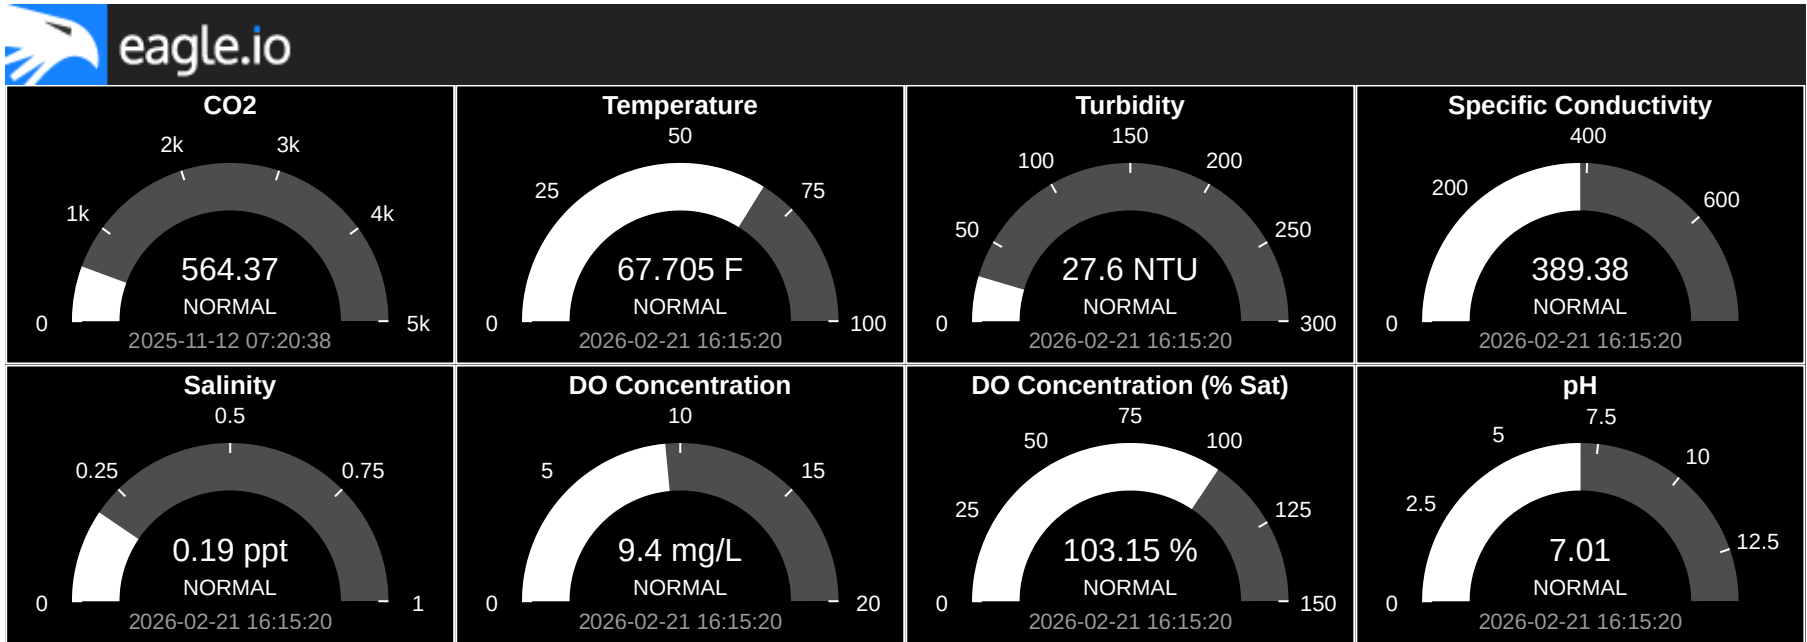 eagle.io
CO2
2k
3k
1k
4k
0
5k
564.37
NORMAL
2025-11-12 07:20:38
Temperature
50
25
75
0
100
67.705 F
NORMAL
2026-02-21 16:15:20
Turbidity
150
100
200
50
250
0
300
27.6 NTU
NORMAL
2026-02-21 16:15:20
Specific Conductivity
400
200
600
0
389.38
NORMAL
2026-02-21 16:15:20
Salinity
0.5
0.25
0.75
0
1
0.19 ppt
NORMAL
2026-02-21 16:15:20
DO Concentration
10
5
15
0
20
9.4 mg/L
NORMAL
2026-02-21 16:15:20
DO Concentration (% Sat)
75
50
100
25
125
0
150
103.15 %
NORMAL
2026-02-21 16:15:20
pH
7.5
5
10
2.5
12.5
0
7.01
NORMAL
2026-02-21 16:15:20